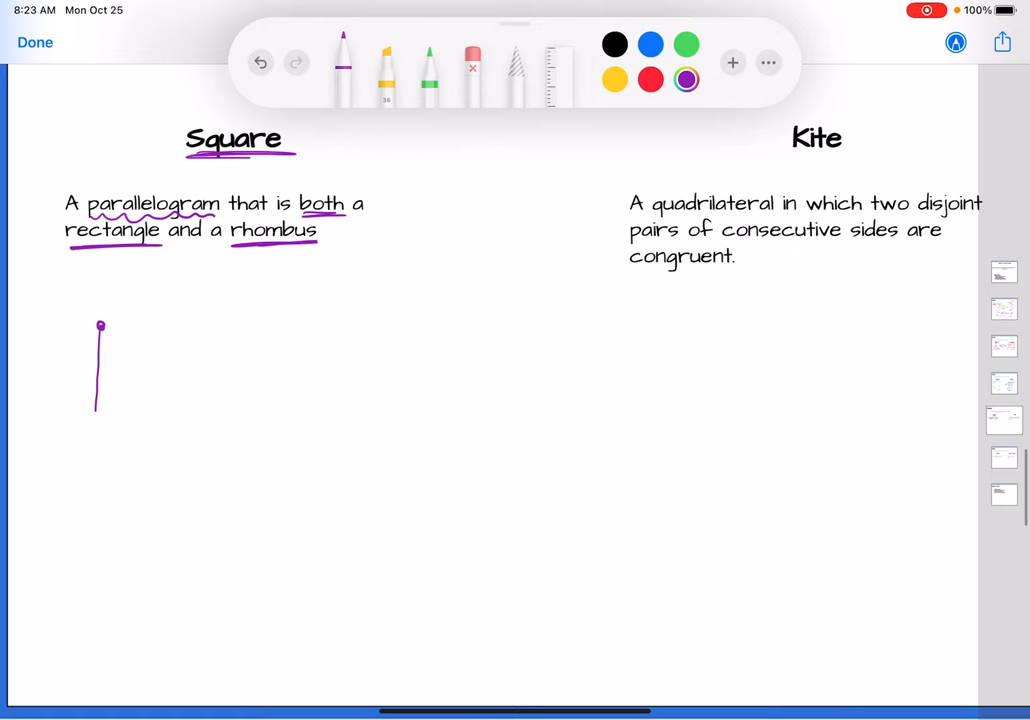 8:23 AM Mon Oct 25
100%
Done
36
Square
Kite
A parallelogram that is both a
rectangle and a rhombus
A quadrilateral in which two disjoint
pairs of consecutive sides are
congruent.